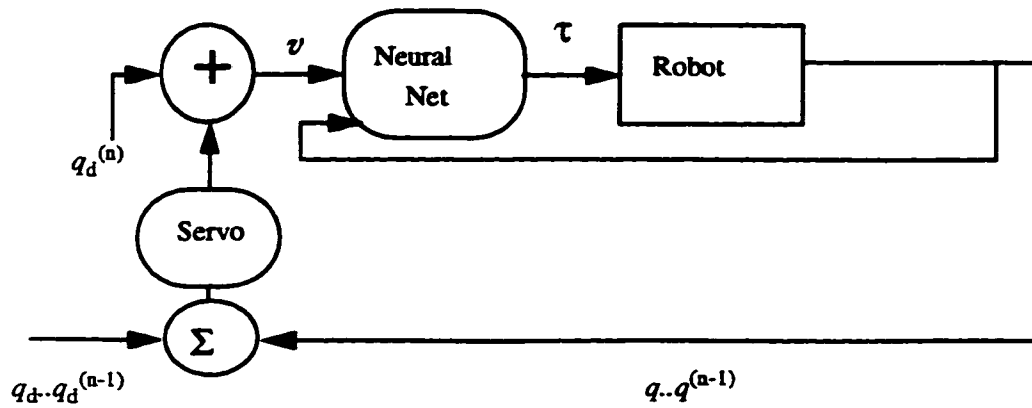 +
v
Neural
Net
τ
Robot
q_d^(n)
Servo
Σ
q_d..q_d^(n-1)
q..q^(n-1)